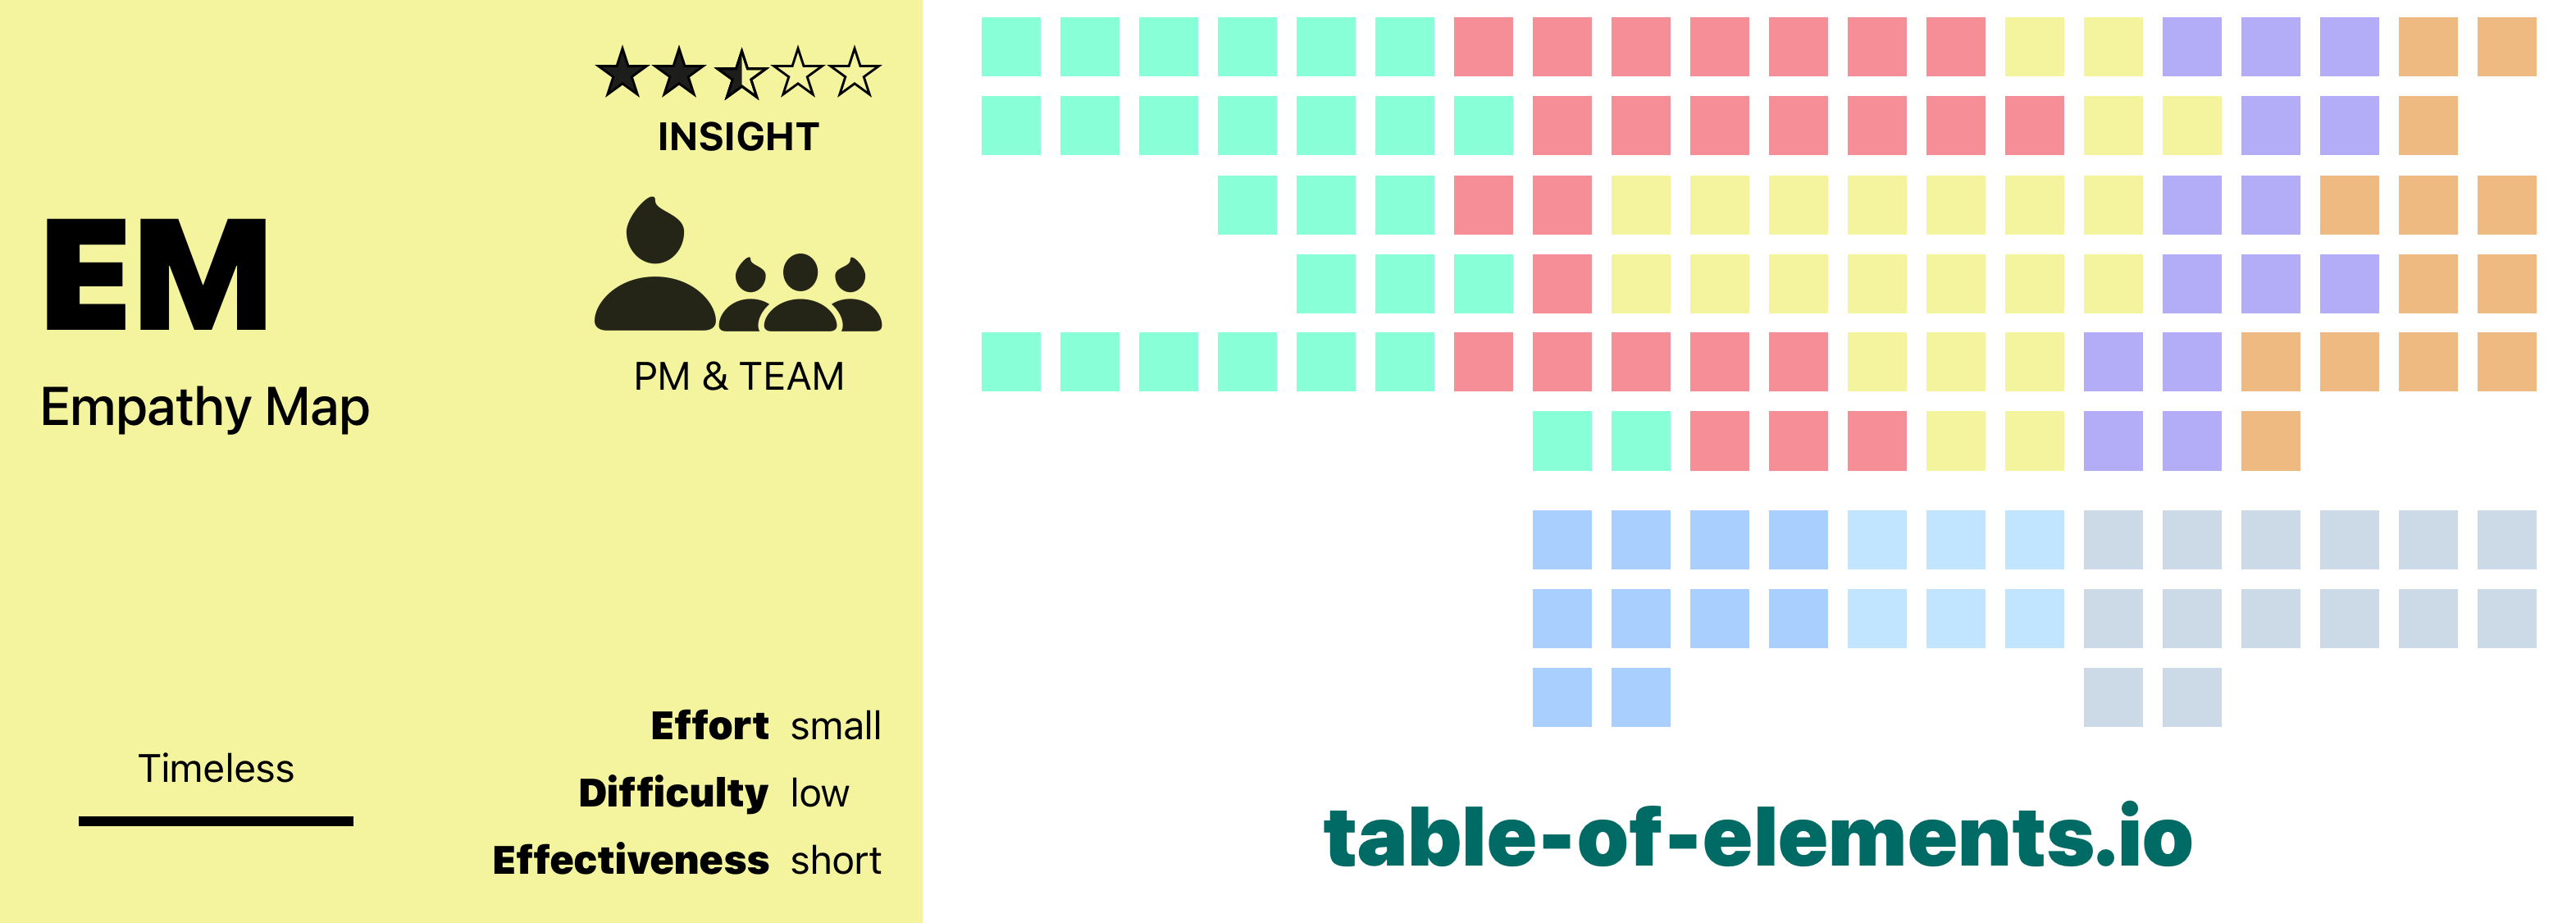 INSIGHT
EM
Empathy Map
PM & TEAM
Timeless
Effort small
Difficulty low
Effectiveness short
table-of-elements.io